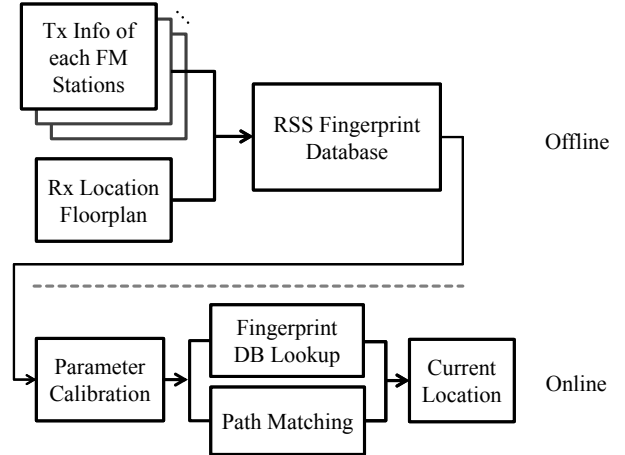 Tx Info of
each FM
Stations
RSS Fingerprint
Database
Offline
Rx Location
Floorplan
Fingerprint
DB Lookup
Parameter
Calibration
Current
Location
Online
Path Matching